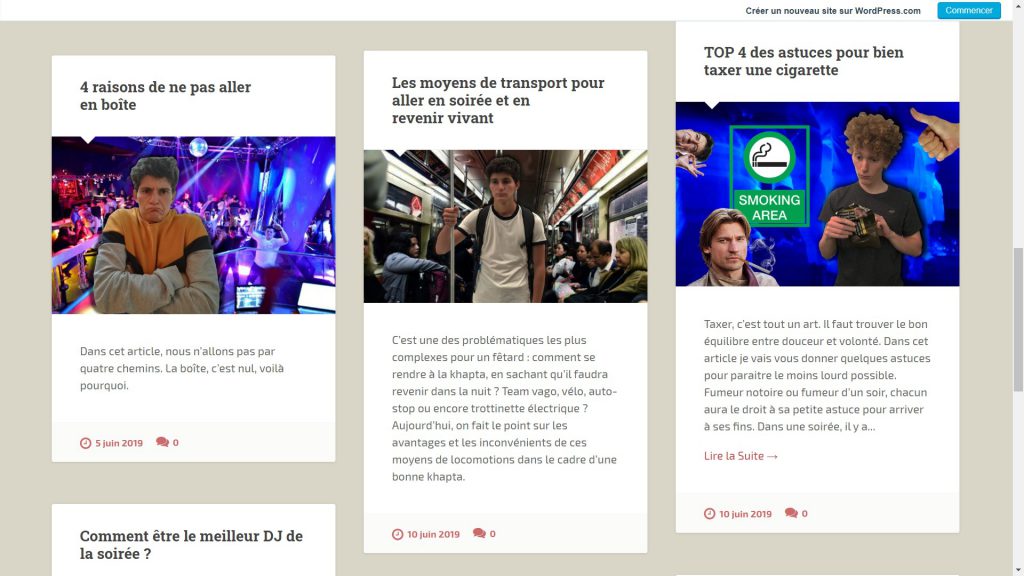 Créer un nouveau site sur WordPress.com
Commencer
4 raisons de ne pas aller
en boîte
Dans cet article, nous n'allons pas par
quatre chemins. La boîte, c'est nul, voilà
pourquoi.
5 juin 2019
0
Comment être le meilleur DJ de
la soirée ?
Les moyens de transport pour
aller en soirée et en
revenir vivant
C'est une des problématiques les plus
complexes pour un fêtard : comment se
rendre à la khapta, en sachant qu'il faudra
revenir dans la nuit ? Team vago, vélo, auto-
stop ou encore trottinette électrique ?
Aujourd'hui, on fait le point sur les
avantages et les inconvénients de ces
moyens de locomotions dans le cadre d'une
bonne khapta.
10 juin 2019
0
TOP 4 des astuces pour bien
taxer une cigarette
SMOKING
AREA
Taxer, c'est tout un art. Il faut trouver le bon
équilibre entre douceur et volonté. Dans cet
article je vais vous donner quelques astuces
pour paraitre le moins lourd possible.
Fumeur notoire ou fumeur d'un soir, chacun
aura le droit à sa petite astuce pour arriver
à ses fins. Dans une soirée, il y a...
Lire la Suite →
10 juin 2019
0